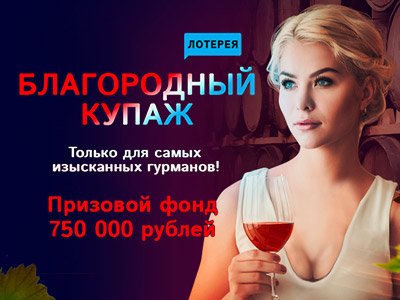 ЛОТЕРЕЯ
БЛАГОРОДНЫЙ
КУПАЖ
Только для самых
изысканных гурманов!
Призовой фонд
750 000 рублей